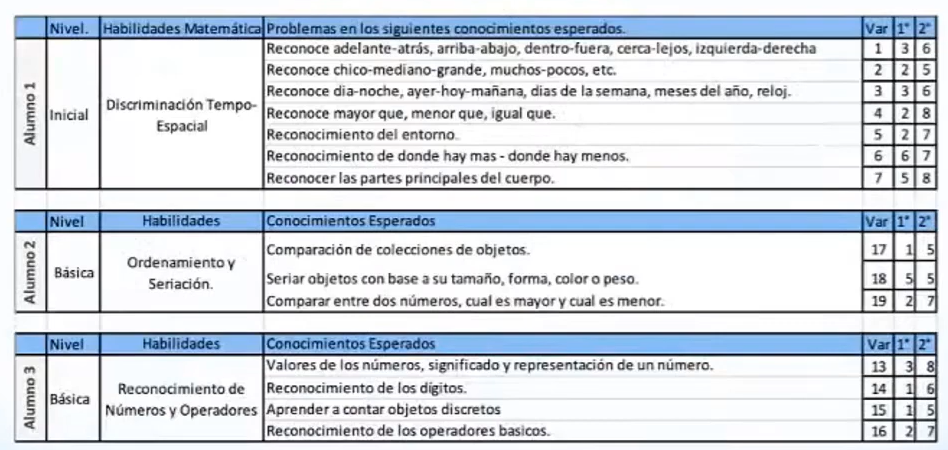 Nivel. Habilidades Matemática Problemas en los siguientes conocimientos esperados. Var 1° 2°
Alumno 1
Inicial
Discriminación Tempo-
Espacial
Reconoce adelante-atrás, arriba-abajo, dentro-fuera, cerca-lejos, izquierda-derecha 1 3 6
Reconoce chico-mediano-grande, muchos-pocos, etc. 2 2 5
Reconoce dia-noche, ayer-hoy-mañana, dias de la semana, meses del año, reloj. 3 3 6
Reconoce mayor que, menor que, igual que. 4 2 8
Reconocimiento del entorno. 5 2 7
Reconocimiento de donde hay mas - donde hay menos. 6 6 7
Reconocer las partes principales del cuerpo. 7 5 8
Nivel Habilidades Conocimientos Esperados Var 1° 2°
Alumno 2
Básica
Ordenamiento y
Seriación.
Comparación de colecciones de objetos. 17 1 5
Seriar objetos con base a su tamaño, forma, color o peso. 18 5 5
Comparar entre dos números, cual es mayor y cual es menor. 19 2 7
Nivel Habilidades Conocimientos Esperados Var 1° 2°
Alumno 3
Básica
Reconocimiento de
Números y Operadores
Valores de los números, significado y representación de un número. 13 3 8
Reconocimiento de los dígitos. 14 1 6
Aprender a contar objetos discretos 15 1 5
Reconocimiento de los operadores basicos. 16 2 7